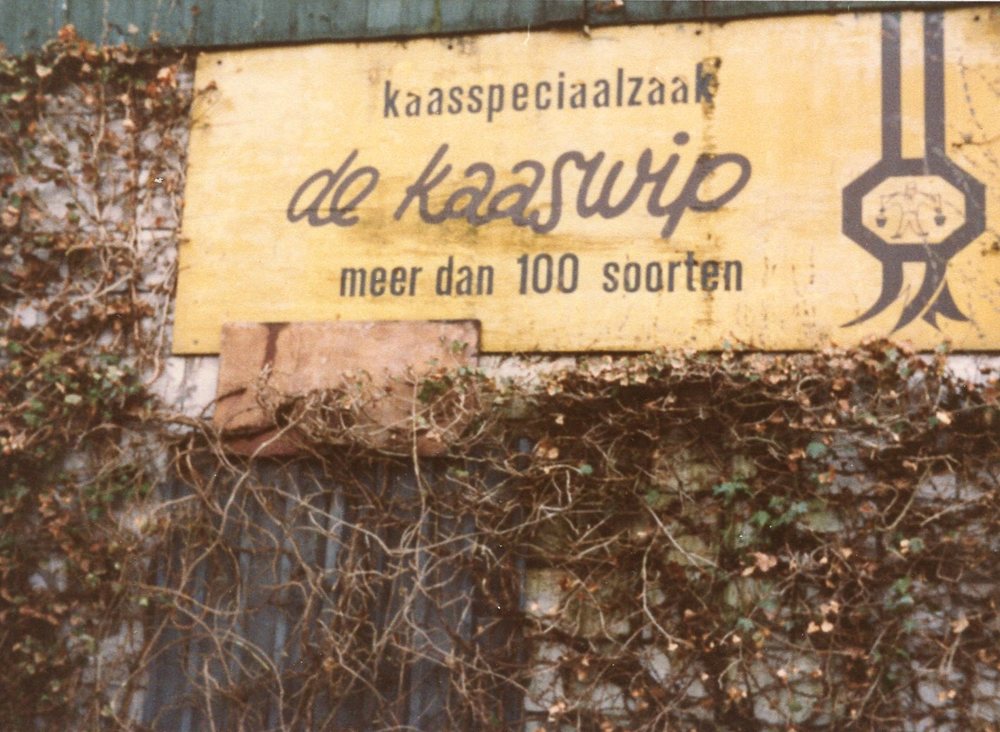 kaasspeciaalzaak
de kaaswip
meer dan 100 soorten